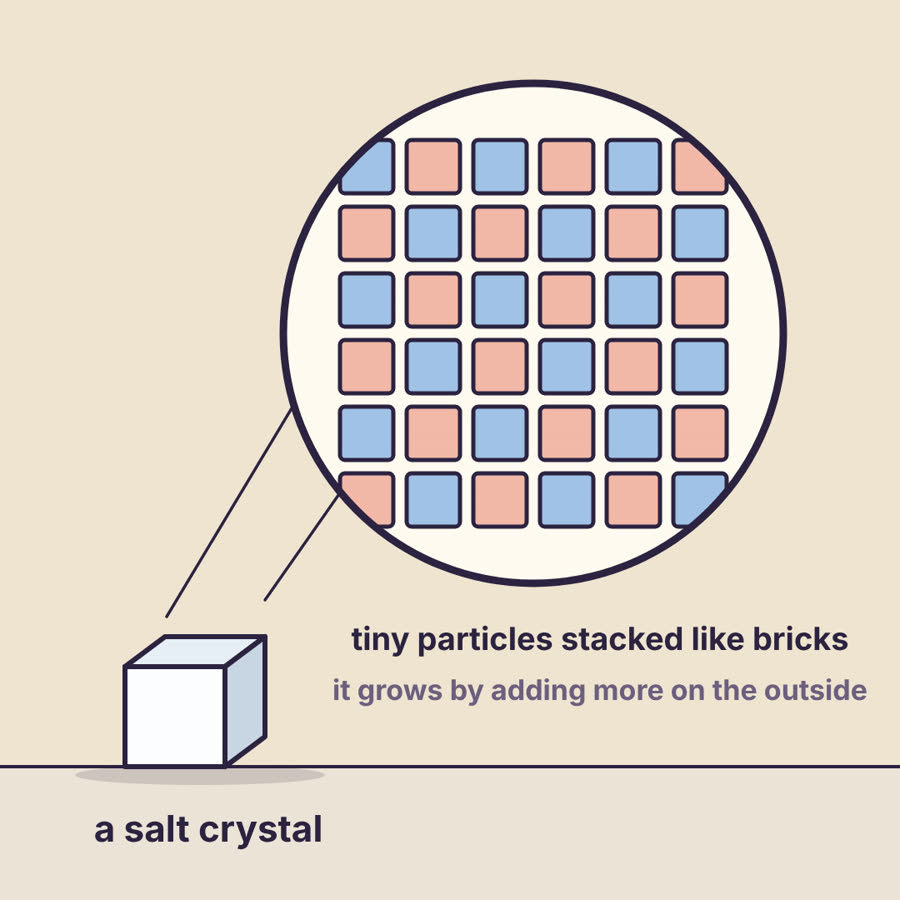 tiny particles stacked like bricks
it grows by adding more on the outside
a salt crystal